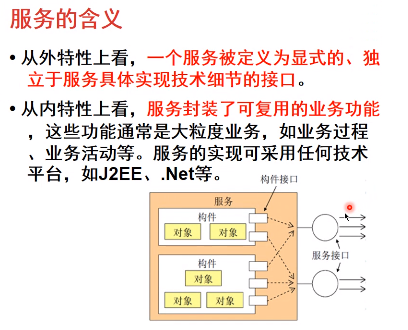 服务的含义
• 从外特性上看，一个服务被定义为显式的、独
立于服务具体实现技术细节的接口。
• 从内特性上看，服务封装了可复用的业务功能
，这些功能通常是大粒度业务，如业务过程
、业务活动等。服务的实现可采用任何技术
平台，如J2EE、.Net等。
构件接口
服务
构件
对象 对象
服务接口
构件
对象
对象 对象